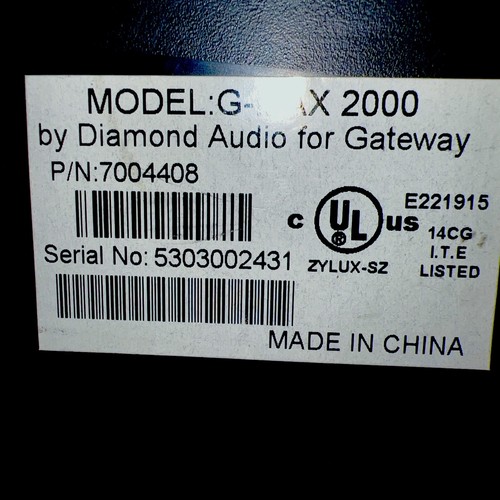 MODEL:G- AX 2000
by Diamond Audio for Gateway
P/N:7004408
E221915
c UL ® us
14CG
I.T.E
Serial No: 5303002431
ZYLUX-SZ
LISTED
MADE IN CHINA